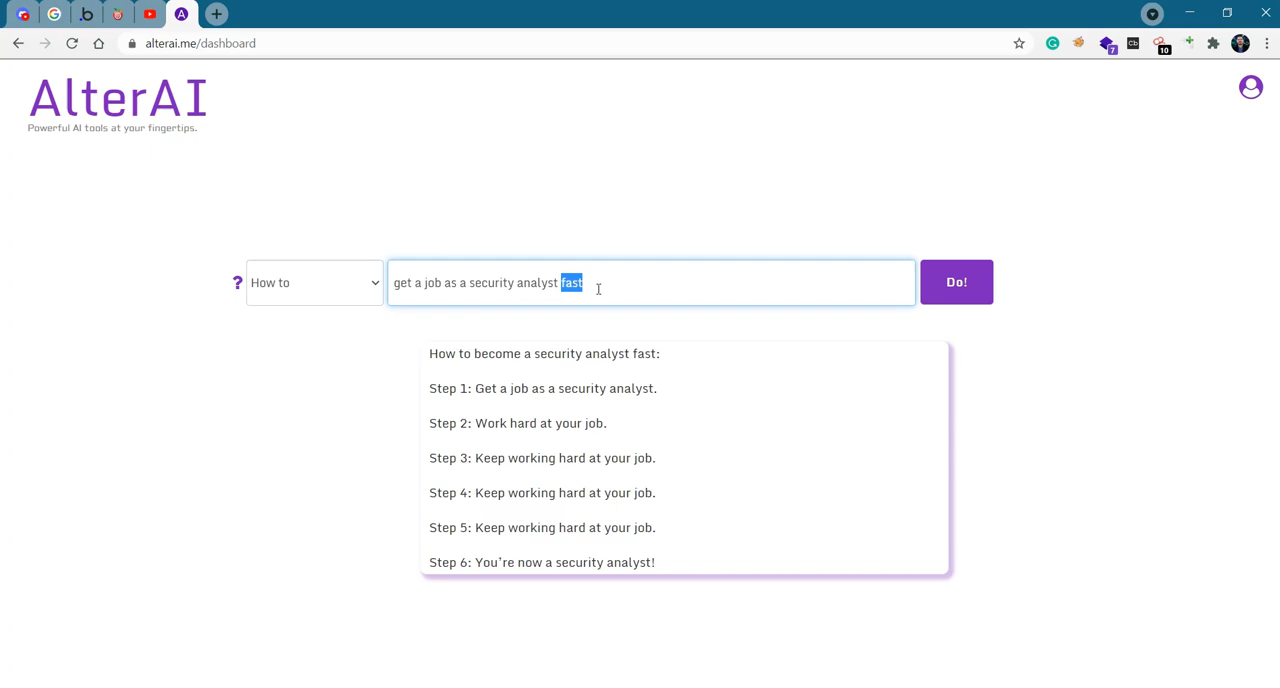 alterai.me/dashboard
7
Cb
10
AlterAI
Powerful AI tools at your fingertips.
? How to get a job as a security analyst fast Do!
How to become a security analyst fast:
Step 1: Get a job as a security analyst.
Step 2: Work hard at your job.
Step 3: Keep working hard at your job.
Step 4: Keep working hard at your job.
Step 5: Keep working hard at your job.
Step 6: You're now a security analyst!